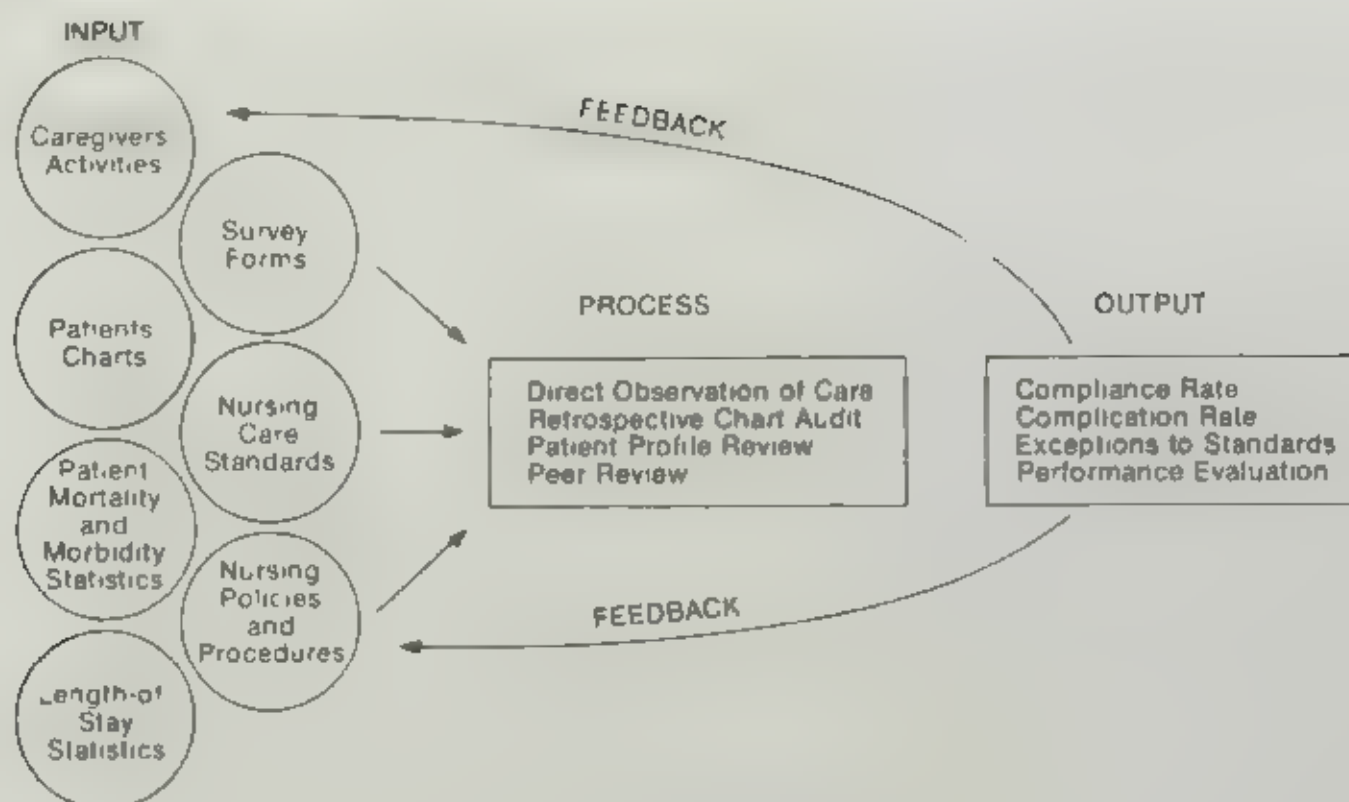 INPUT
Caregivers
Activities
Survey
Forms
Patients
Charts
Nursing
Care
Standards
Patient
Mortality
and
Morbidity
Statistics
Nursing
Policies
and
Procedures
Length-of
Stay
Statistics
FEEDBACK
PROCESS
Direct Observation of Care
Retrospective Chart Audit
Patient Profile Review
Peer Review
OUTPUT
Compliance Rate
Complication Rate
Exceptions to Standards
Performance Evaluation
FEEDBACK